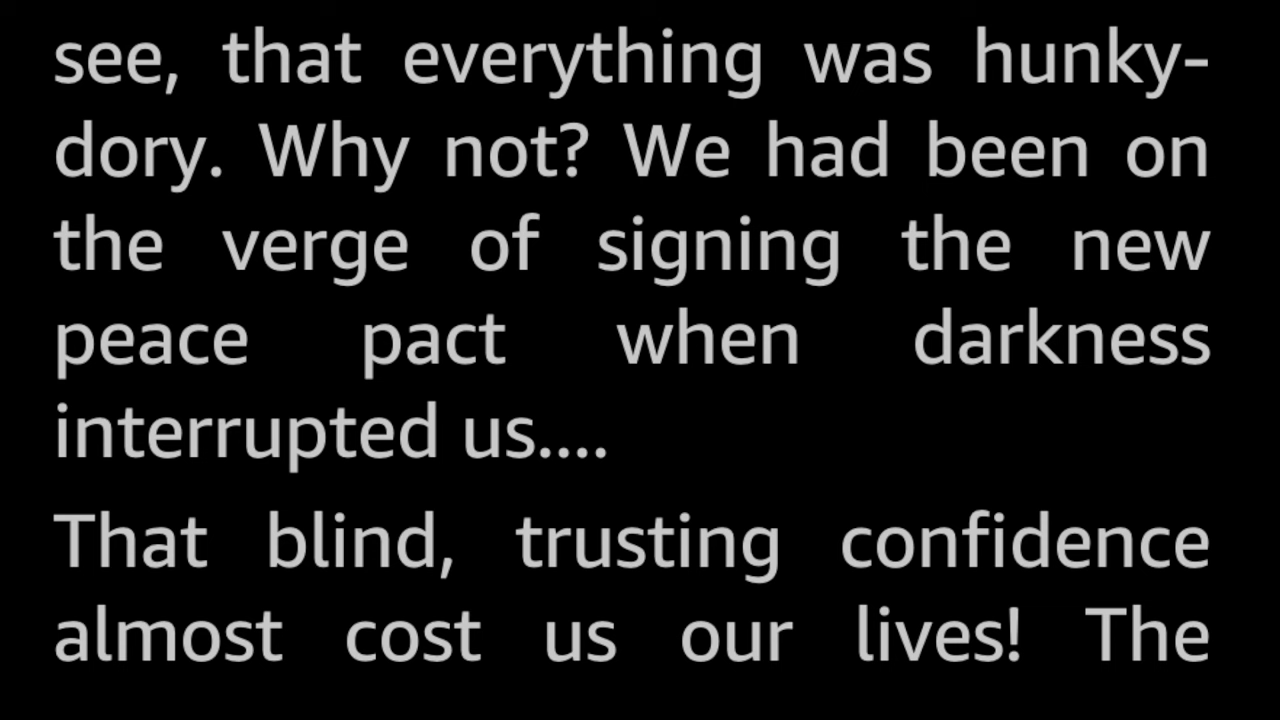 see, that everything was hunky-
dory. Why not? We had been on
the verge of signing the new
peace pact when darkness
interrupted us....
That blind, trusting confidence
almost cost us our lives! The